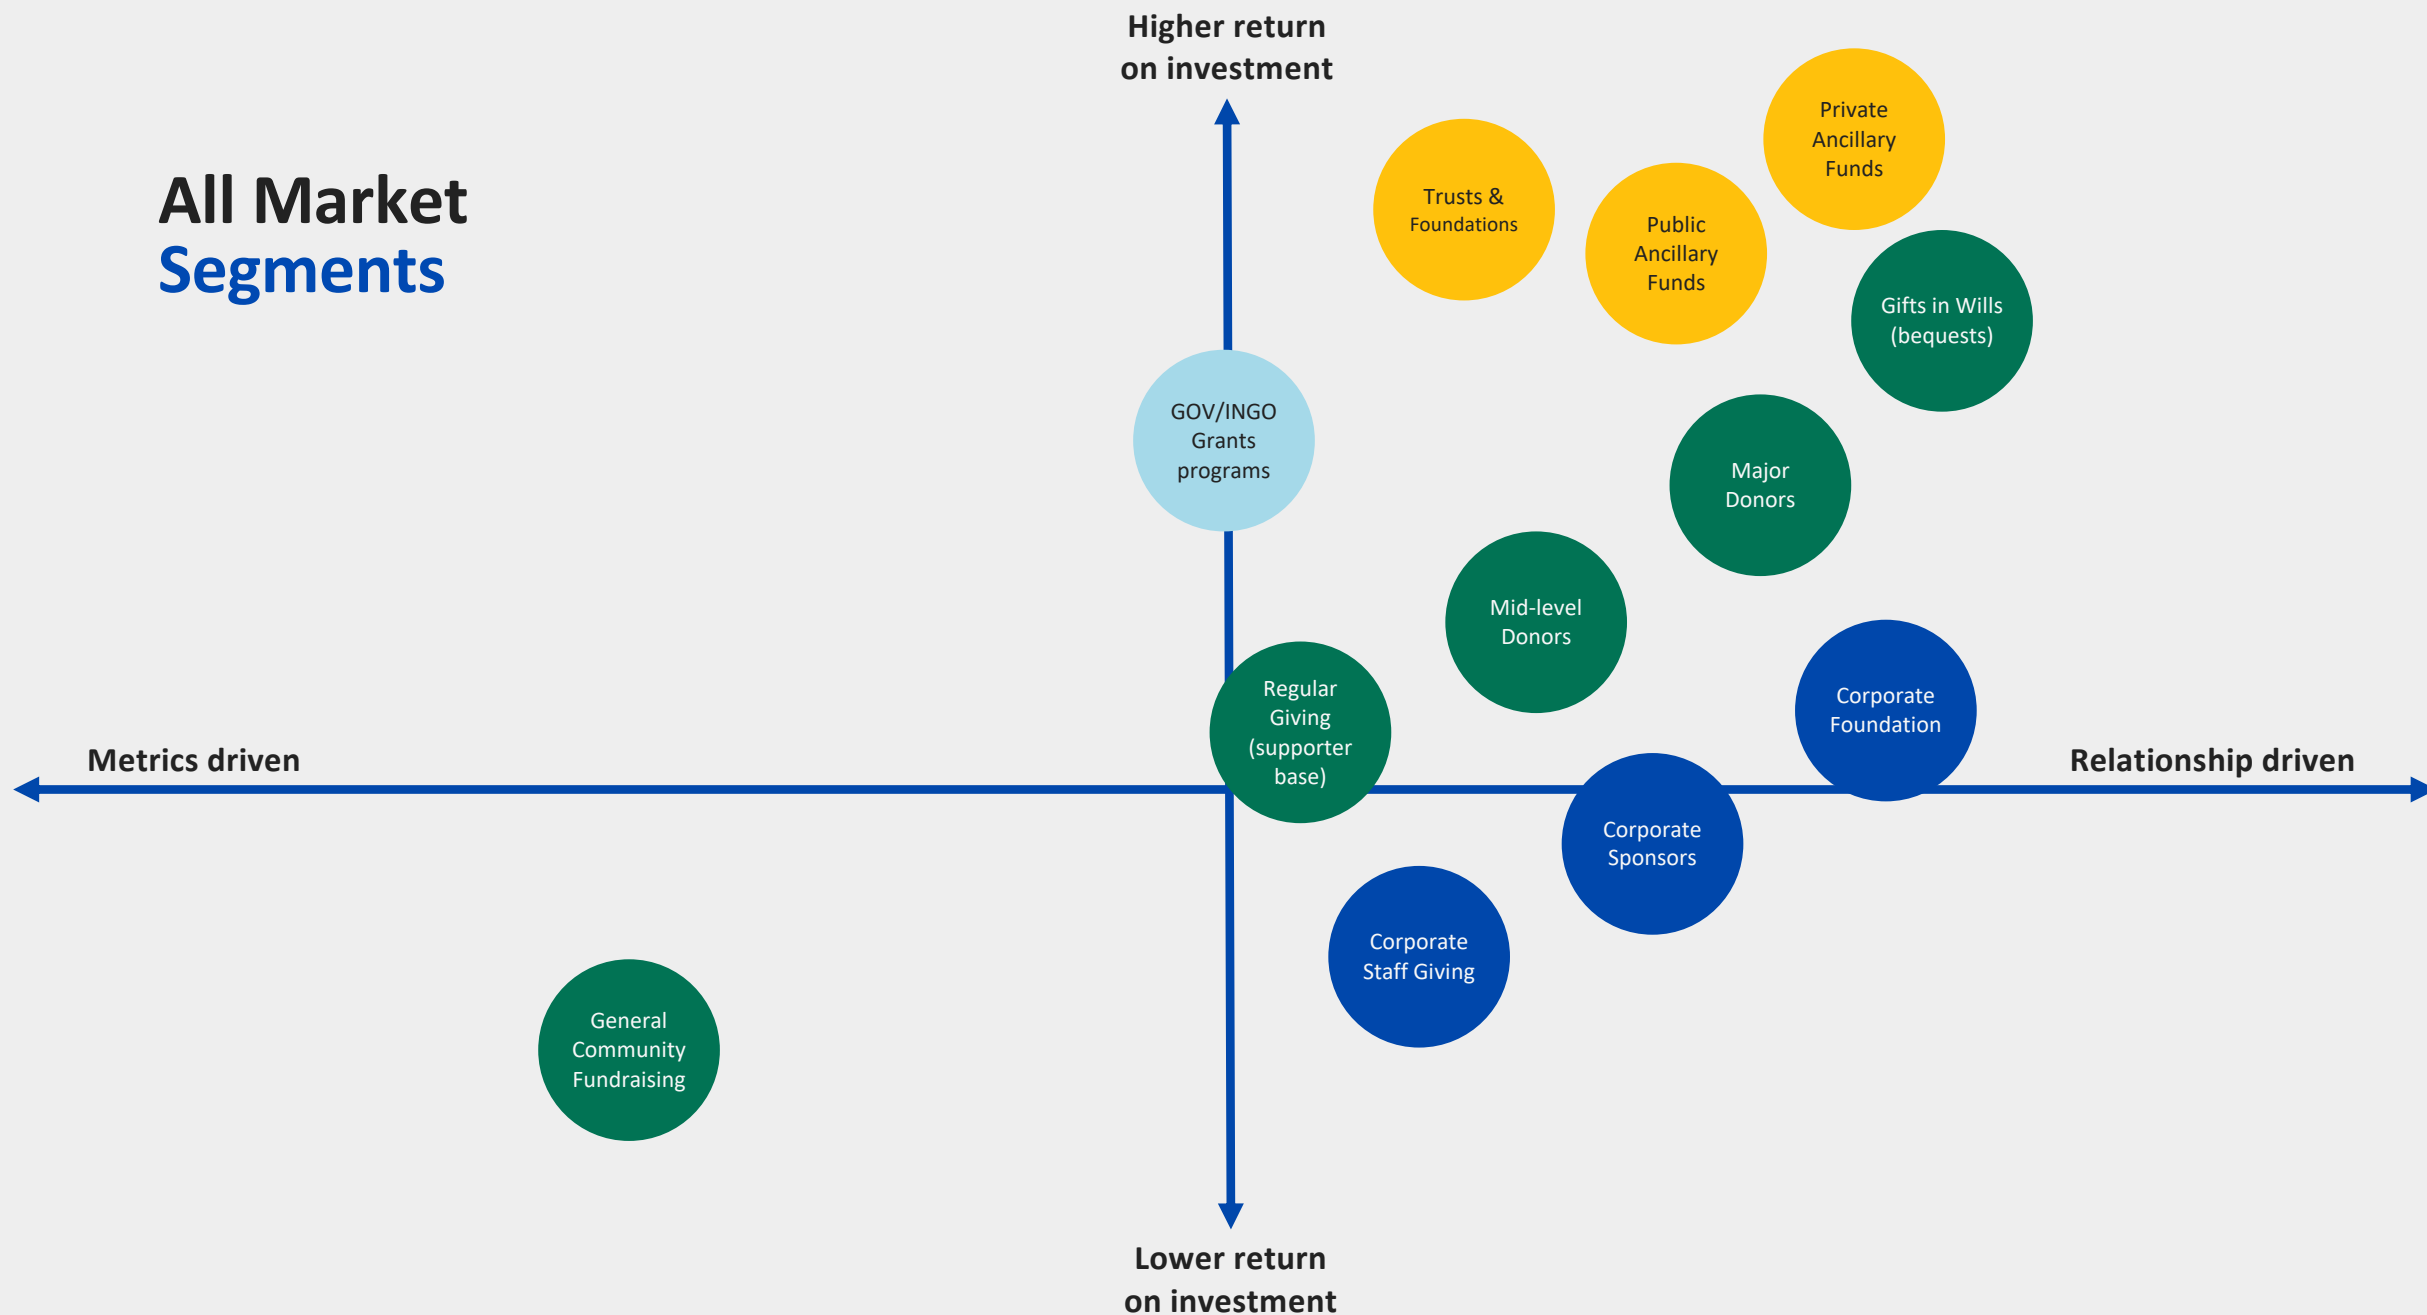 Higher return
on investment
All Market
Segments
Private
Ancillary
Funds
Trusts &
Foundations
Public
Ancillary
Funds
Gifts in Wills
(bequests)
GOV/INGO
Grants
programs
Major
Donors
Mid-level
Donors
Regular
Giving
(supporter
base)
Corporate
Foundation
Metrics driven
Relationship driven
Corporate
Sponsors
Corporate
Staff Giving
General
Community
Fundraising
Lower return
on investment